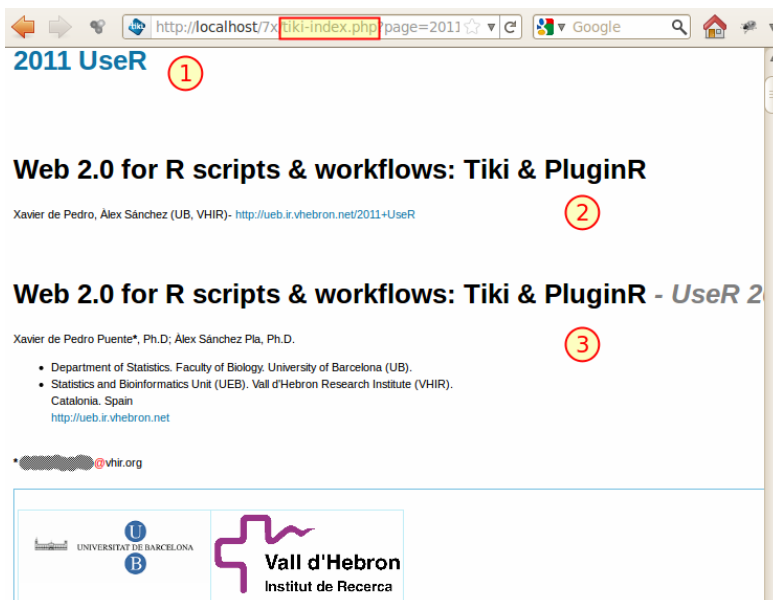 tiki http://localhost/7x/tiki-index.php?page=2011 Google
2011 UseR
1
Web 2.0 for R scripts & workflows: Tiki & PluginR
Xavier de Pedro, Àlex Sánchez (UB, VHIR)- http://ueb.ir.vhebron.net/2011+UseR
2
Web 2.0 for R scripts & workflows: Tiki & PluginR - UseR 2
Xavier de Pedro Puente*, Ph.D; Àlex Sánchez Pla, Ph.D.
3
• Department of Statistics. Faculty of Biology. University of Barcelona (UB).
• Statistics and Bioinformatics Unit (UEB). Vall d'Hebron Research Institute (VHIR).
Catalonia. Spain
http://ueb.ir.vhebron.net
* @vhir.org
U
UNIVERSITAT DE BARCELONA
B
Vall d'Hebron
Institut de Recerca